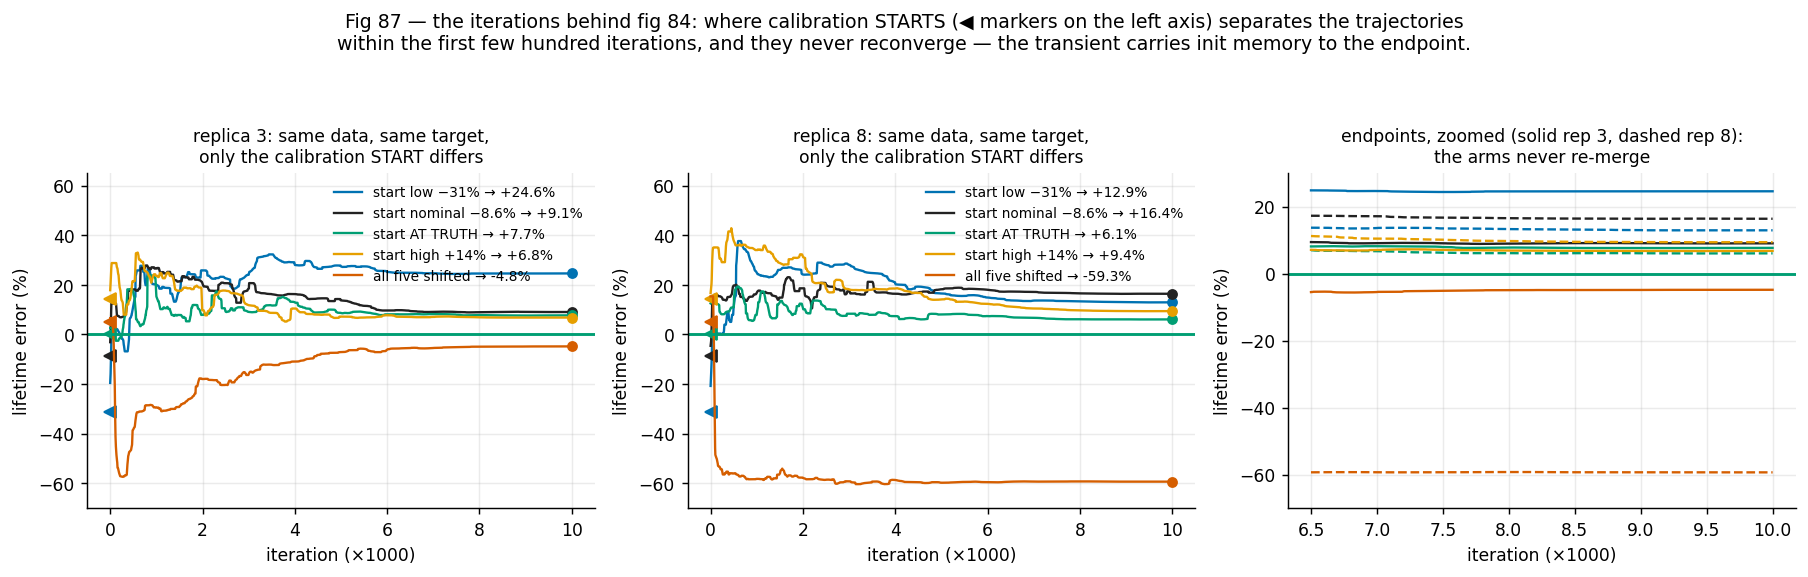 Fig 87 — the iterations behind fig 84: where calibration STARTS (◀ markers on the left axis) separates the trajectories
within the first few hundred iterations, and they never reconverge — the transient carries init memory to the endpoint.
replica 3: same data, same target,
only the calibration START differs
lifetime error (%)
60
40
20
0
−20
−40
−60
start low −31% → +24.6%
start nominal −8.6% → +9.1%
start AT TRUTH → +7.7%
start high +14% → +6.8%
all five shifted → -4.8%
0 2 4 6 8 10
iteration (×1000)
replica 8: same data, same target,
only the calibration START differs
lifetime error (%)
60
40
20
0
−20
−40
−60
start low −31% → +12.9%
start nominal −8.6% → +16.4%
start AT TRUTH → +6.1%
start high +14% → +9.4%
all five shifted → -59.3%
0 2 4 6 8 10
iteration (×1000)
endpoints, zoomed (solid rep 3, dashed rep 8):
the arms never re-merge
lifetime error (%)
20
0
−20
−40
−60
6.5 7.0 7.5 8.0 8.5 9.0 9.5 10.0
iteration (×1000)